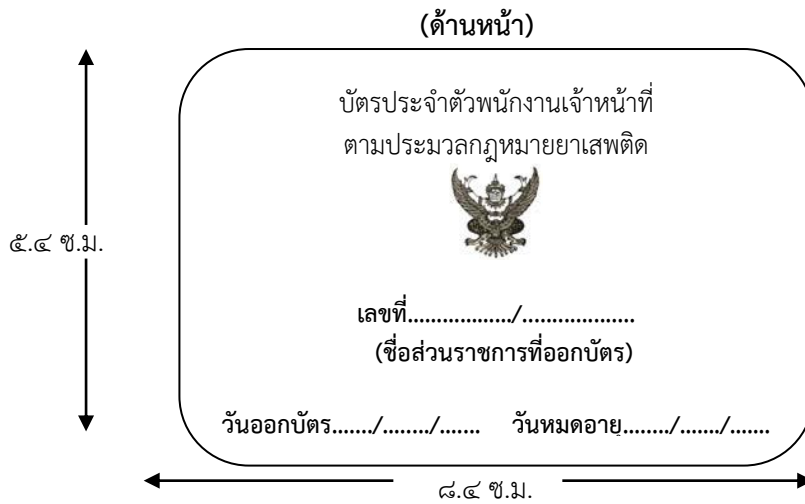 (ด้านหน้า)
บัตรประจำตัวพนักงานเจ้าหน้าที่
ตามประมวลกฎหมายยาเสพติด
๕.๔ ซ.ม.
เลขที่................../...................
(ชื่อส่วนราชการที่ออกบัตร)
วันออกบัตร......./......../....... วันหมดอายุ......../......./.......
๘.๔ ซ.ม.